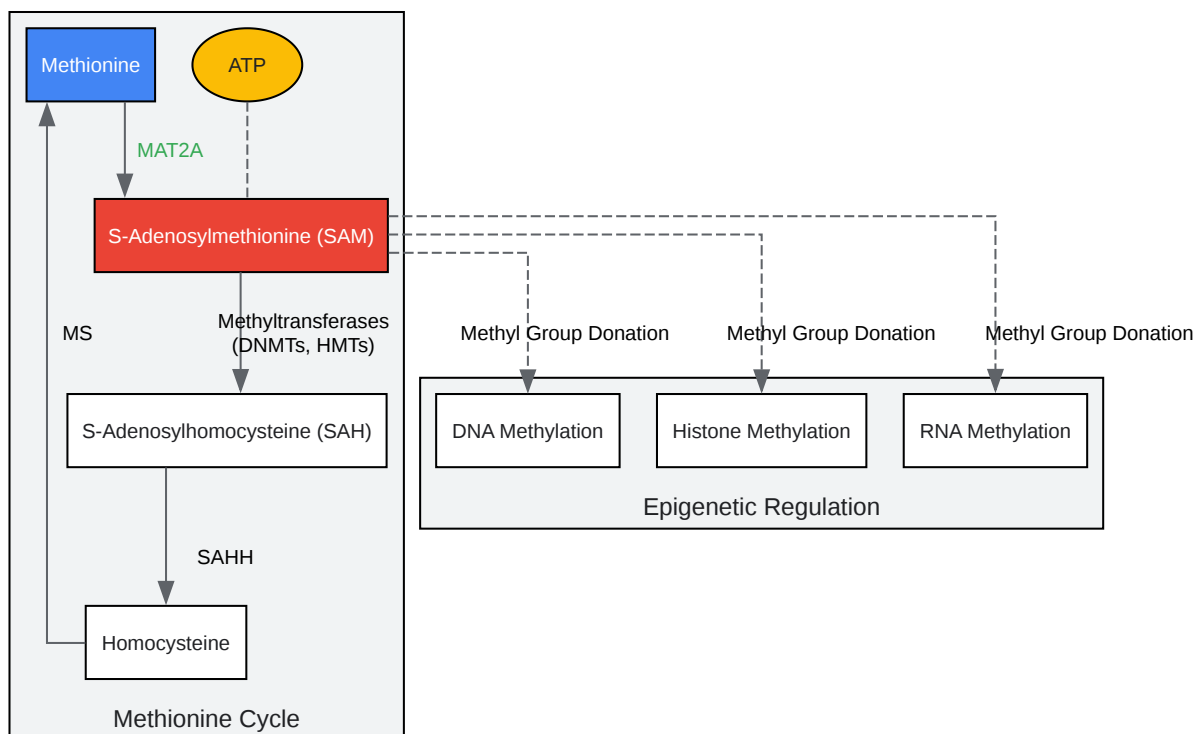 Methionine
ATP
MAT2A
S-Adenosylmethionine (SAM)
MS
Methyltransferases
(DNMTs, HMTs)
Methyl Group Donation
Methyl Group Donation
Methyl Group Donation
S-Adenosylhomocysteine (SAH)
DNA Methylation
Histone Methylation
RNA Methylation
Epigenetic Regulation
SAHH
Homocysteine
Methionine Cycle